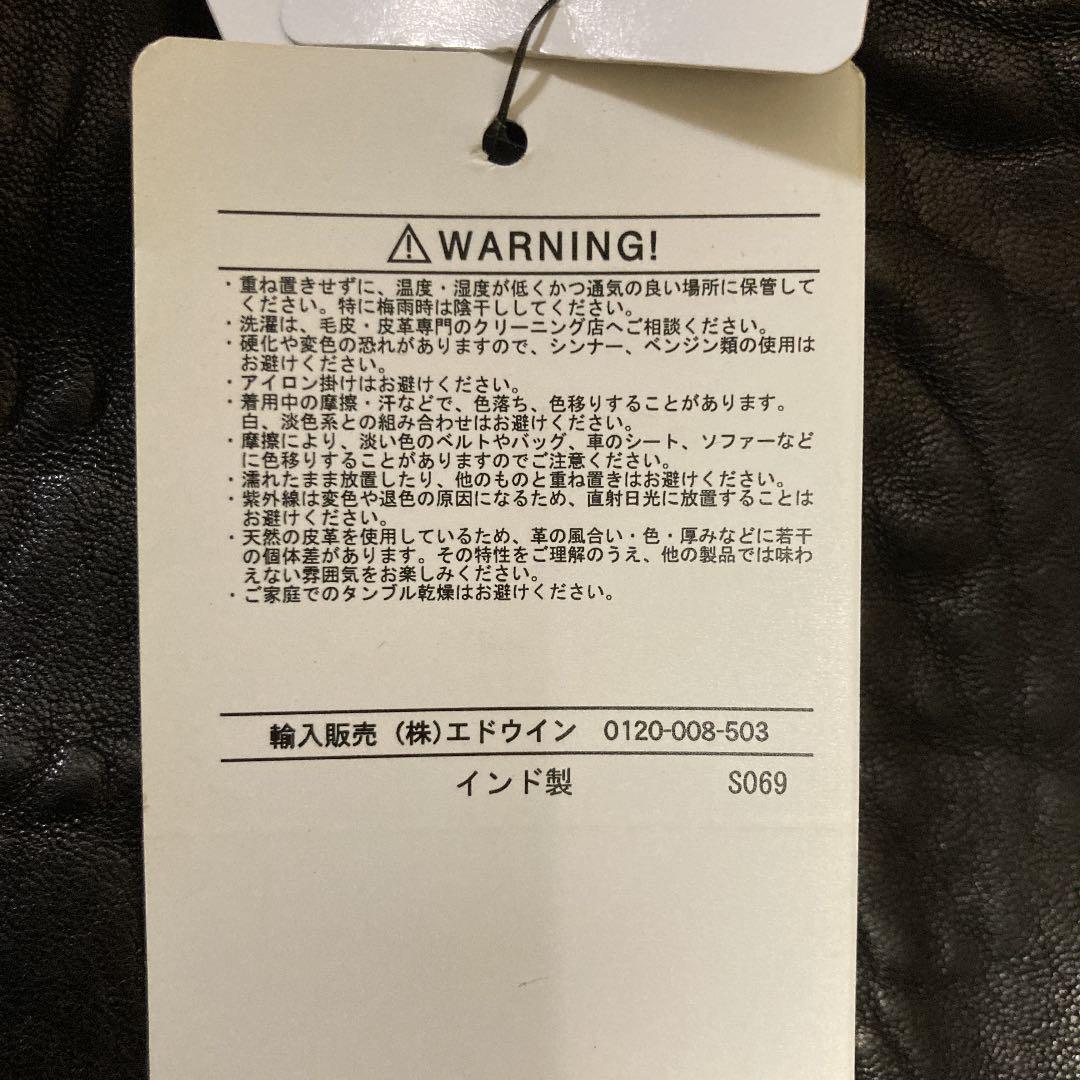 ⚠WARNING!
・重ね置きせずに、温度・湿度が低くかつ通気の良い場所に保管して
ください。特に梅雨時は陰干ししてください。
・洗濯は、毛皮・皮革専門のクリーニング店へご相談ください。
・硬化や変色の恐れがありますので、シンナー、ベンジン類の使用は
お避けください。
・アイロン掛けはお避けください。
・着用中の摩擦・汗などで、色落ち、色移りすることがあります。
白、淡色系との組み合わせはお避けください。
・摩擦により、淡い色のベルトやバッグ、車のシート、ソファーなど
に色移りすることがありますのでご注意ください。
・濡れたまま放置したり、他のものと重ね置きはお避けください。
・紫外線は変色や退色の原因になるため、直射日光に放置することは
お避けください。
・天然の皮革を使用しているため、革の風合い・色・厚みなどに若干
の個体差があります。その特性をご理解のうえ、他の製品では味わ
えない雰囲気をお楽しみください。
・ご家庭でのタンブル乾燥はお避けください。
輸入販売 (株)エドウイン 0120-008-503
インド製 S069